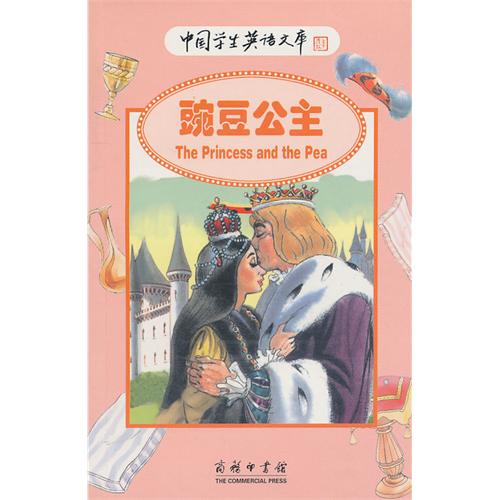 中国学生英语文库
豌豆公主
The Princess and the Pea
商务印书馆
THE COMMERCIAL PRESS